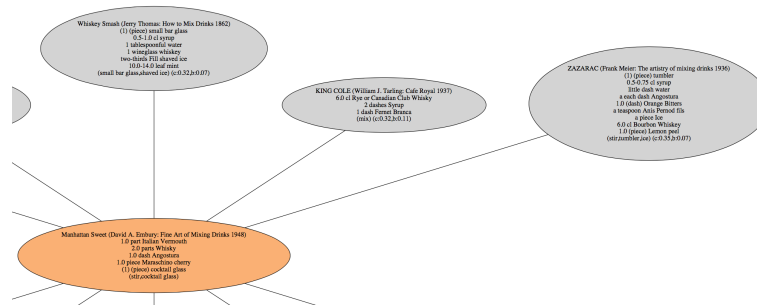 Whiskey Smash (Jerry Thomas: How to Mix Drinks 1862)
(1) (piece) small bar glass
0.5-1.0 cl syrup
1 tablespoonful water
1 wineglass whiskey
two-thirds Fill shaved ice
10.0-14.0 leaf mint
(small bar glass,shaved ice) (c:0.32,b:0.07)
KING COLE (William J. Tarling: Cafe Royal 1937)
6.0 cl Rye or Canadian Club Whisky
2 dashes Syrup
1 dash Fernet Branca
(mix) (c:0.32,b:0.11)
ZAZARAC (Frank Meier: The artistry of mixing drinks 1936)
(1) (piece) tumbler
0.5-0.75 cl syrup
little dash water
a each dash Angostura
1.0 (dash) Orange Bitters
a teaspoon Anis Pernod fils
a piece Ice
6.0 cl Bourbon Whiskey
1.0 (piece) Lemon peel
(stir,tumbler,ice) (c:0.35,b:0.07)
Manhattan Sweet (David A. Embury: Fine Art of Mixing Drinks 1948)
1.0 part Italian Vermouth
2.0 parts Whisky
1.0 dash Angostura
1.0 piece Maraschino cherry
(1) (piece) cocktail glass
(stir,cocktail glass)